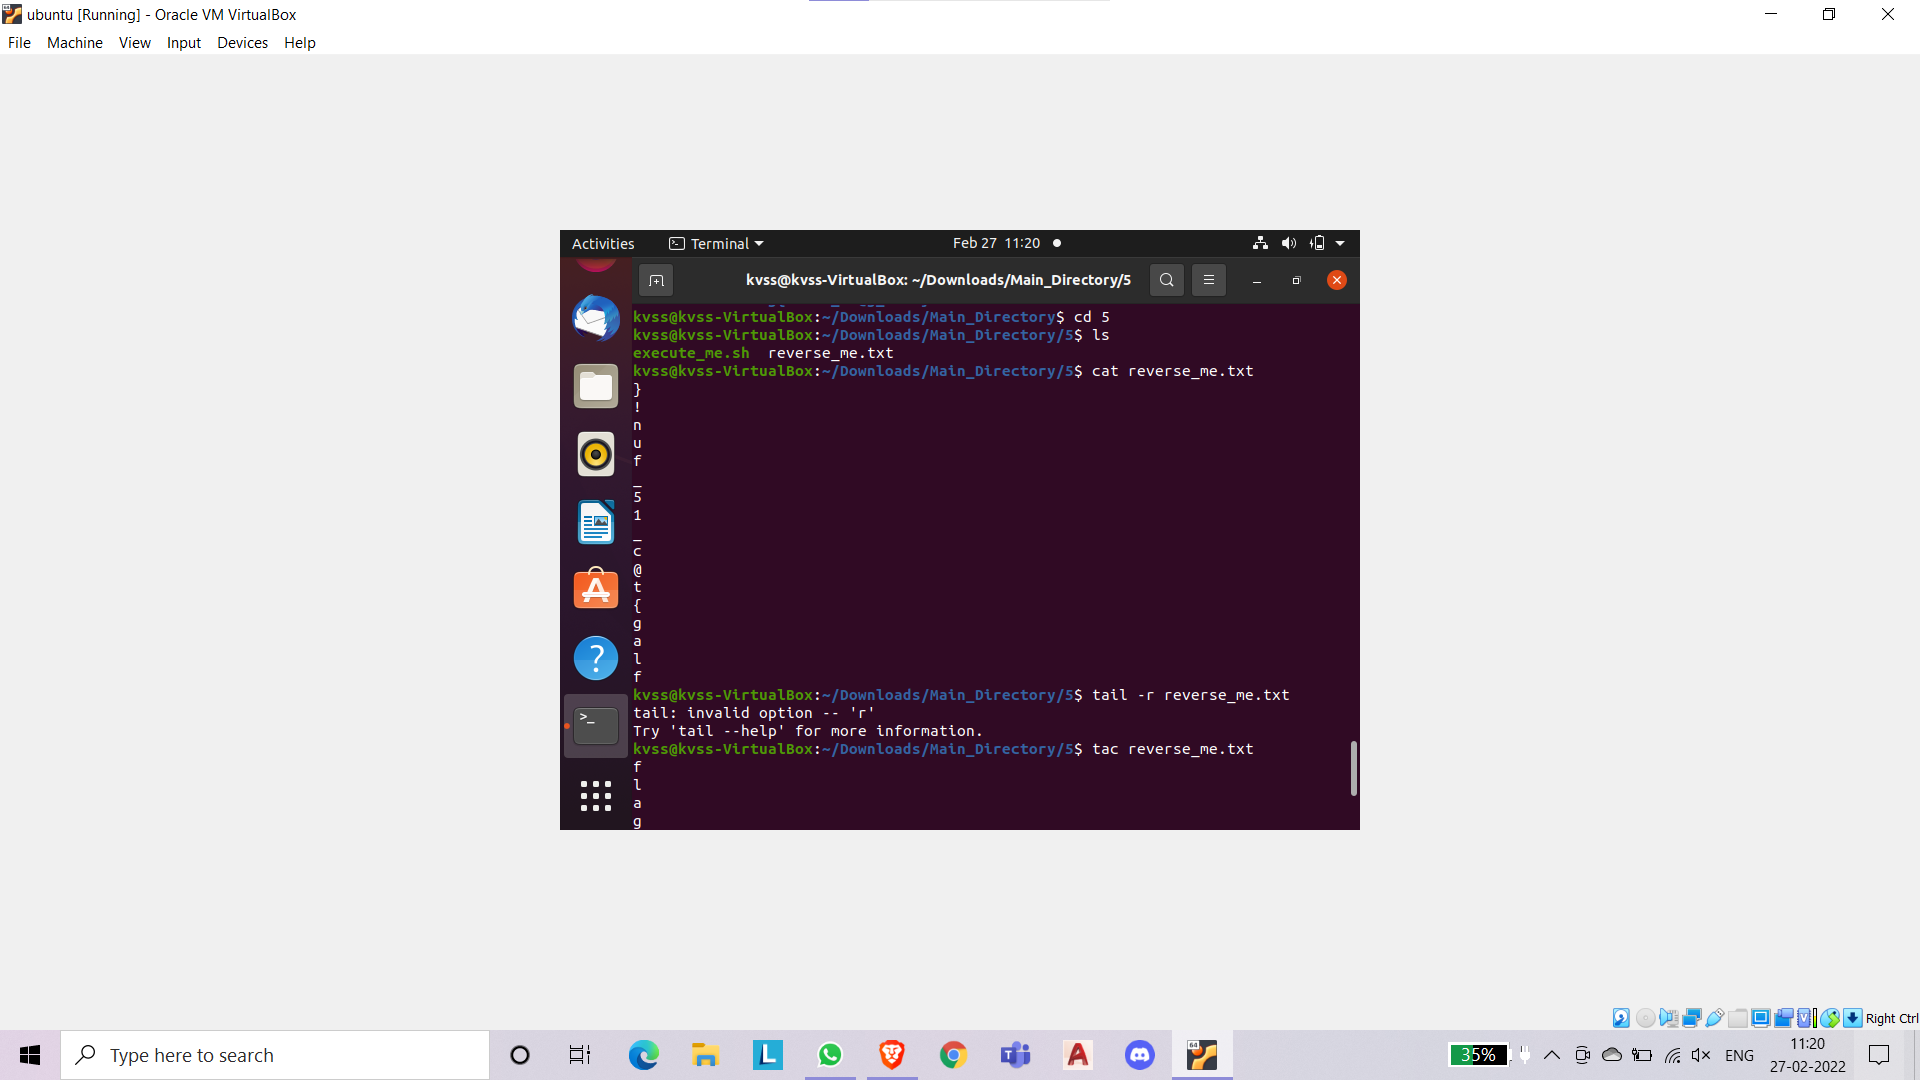 ubuntu [Running] - Oracle VM VirtualBox
File Machine View Input Devices Help
Activities Terminal Feb 27 11:20
kvss@kvss-VirtualBox: ~/Downloads/Main_Directory/5
kvss@kvss-VirtualBox:~/Downloads/Main_Directory$ cd 5
kvss@kvss-VirtualBox:~/Downloads/Main_Directory/5$ ls
execute_me.sh  reverse_me.txt
kvss@kvss-VirtualBox:~/Downloads/Main_Directory/5$ cat reverse_me.txt
}
!
n
u
f
_
5
1
_
c
@
t
{
g
a
l
f
kvss@kvss-VirtualBox:~/Downloads/Main_Directory/5$ tail -r reverse_me.txt
tail: invalid option -- 'r'
Try 'tail --help' for more information.
kvss@kvss-VirtualBox:~/Downloads/Main_Directory/5$ tac reverse_me.txt
f
l
a
g
Right Ctrl
Type here to search
35%
ENG
11:20
27-02-2022